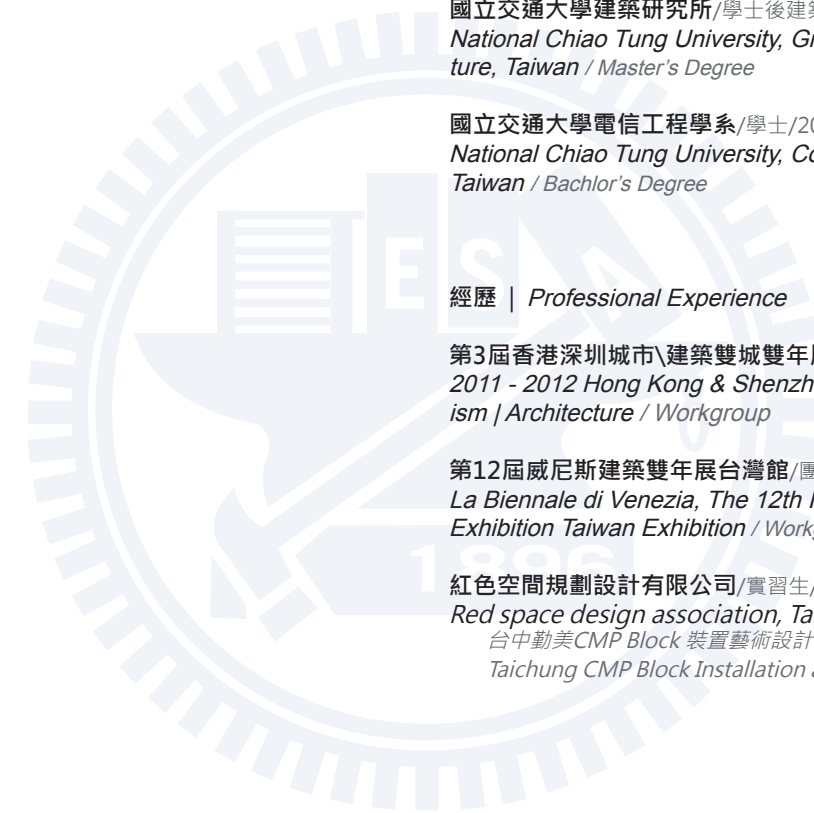 國立交通大學建築研究所/學士後建築
National Chiao Tung University, Gr
ture, Taiwan / Master's Degree
國立交通大學電信工程學系/學士/20
National Chiao Tung University, Co
Taiwan / Bachlor's Degree
經歷 | Professional Experience
第3屆香港深圳城市\建築雙城雙年
2011 - 2012 Hong Kong & Shenzh
ism | Architecture / Workgroup
第12屆威尼斯建築雙年展台灣館/團
La Biennale di Venezia, The 12th
Exhibition Taiwan Exhibition / Work
紅色空間規劃設計有限公司/實習生/
Red space design association, Ta
台中勤美CMP Block 裝置藝術設計
Taichung CMP Block Installation
ESA
1896